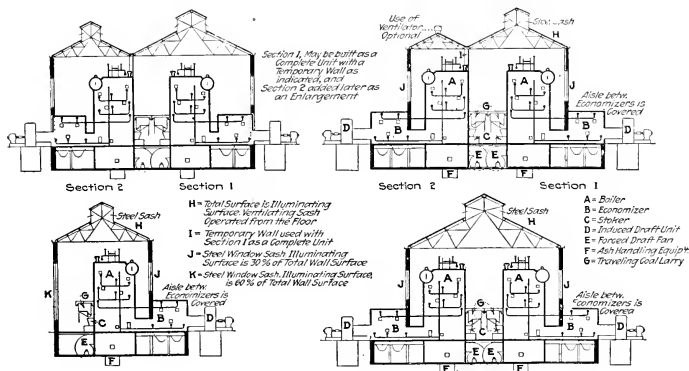 Use of
Ventilator
Optional
Steel Sash
H
Section 1, May be built as a
Complete Unit with a
Temporary Wall as
indicated, and
Section 2 added later as
an Enlargement
I
A
A
J
J
G
Aisle betw.
Economizers is
Covered
D
B
C
B
D
E
E
F
Section 2
Section 1
Section 2
Section 1
Steel Sash
H
H = Total Surface is Illuminating
Surface. Ventilating Sash
Operated from the Floor
I = Temporary Wall used with
Section 1 as a Complete Unit
J = Steel Window Sash Illuminating
Surface is 30% of Total Wall Surface
K = Steel Window Sash. Illuminating Surface,
is 60% of Total Wall Surface
Steel Sash
H
A = Boiler
B = Economizer
C = Stoker
D = Induced Draft Unit
E = Forced Draft Fan
F = Ash Handling Equip't.
G = Traveling Coal Larry
K
A
J
G
Aisle betw.
Economizers is
Covered
C
B
D
E
F
J
A
A
J
G
Aisle betw.
Economizers is
Covered
D
B
C
B
D
E
E
F
F